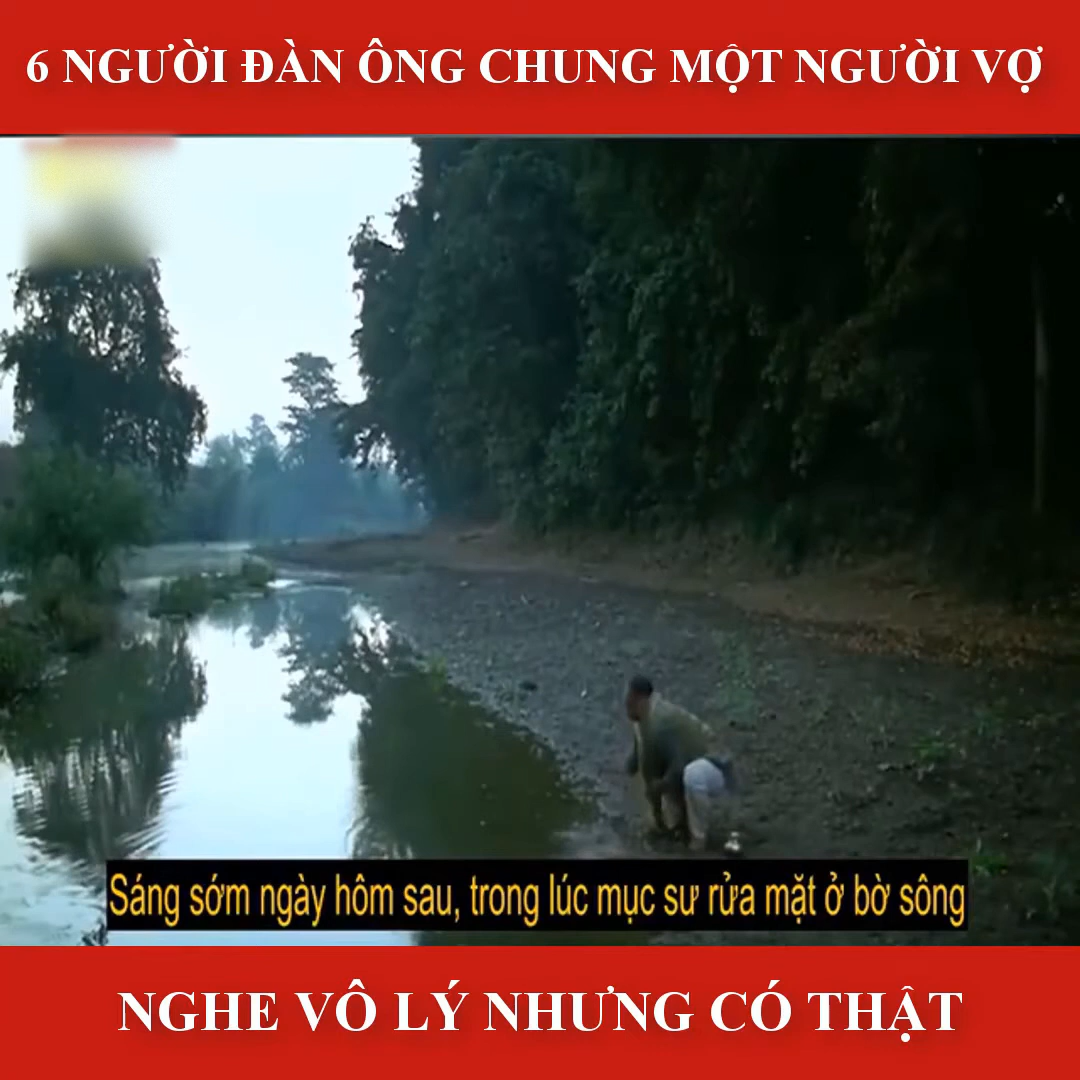 6 NGƯỜI ĐÀN ÔNG CHUNG MỘT NGƯỜI VỢ
Sáng sớm ngày hôm sau, trong lúc mục sư rửa mặt ở bờ sông
NGHE VÔ LÝ NHƯNG CÓ THẬT